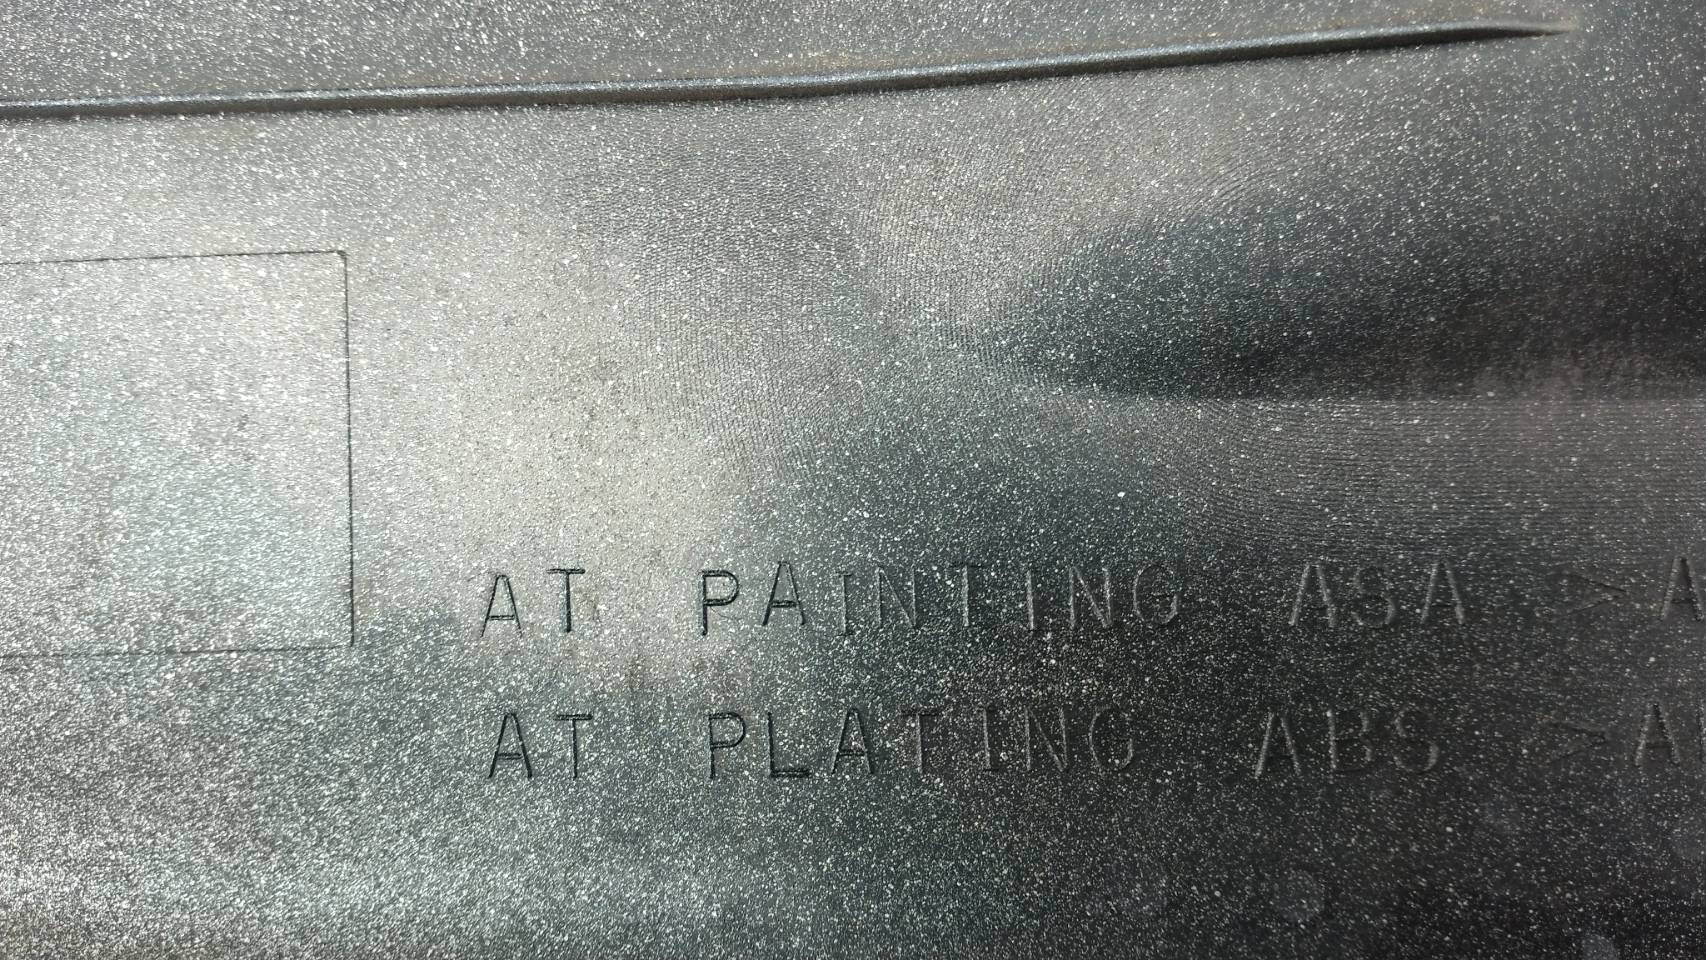 AT PAINTING ASA >A
AT PLATING ABS >A